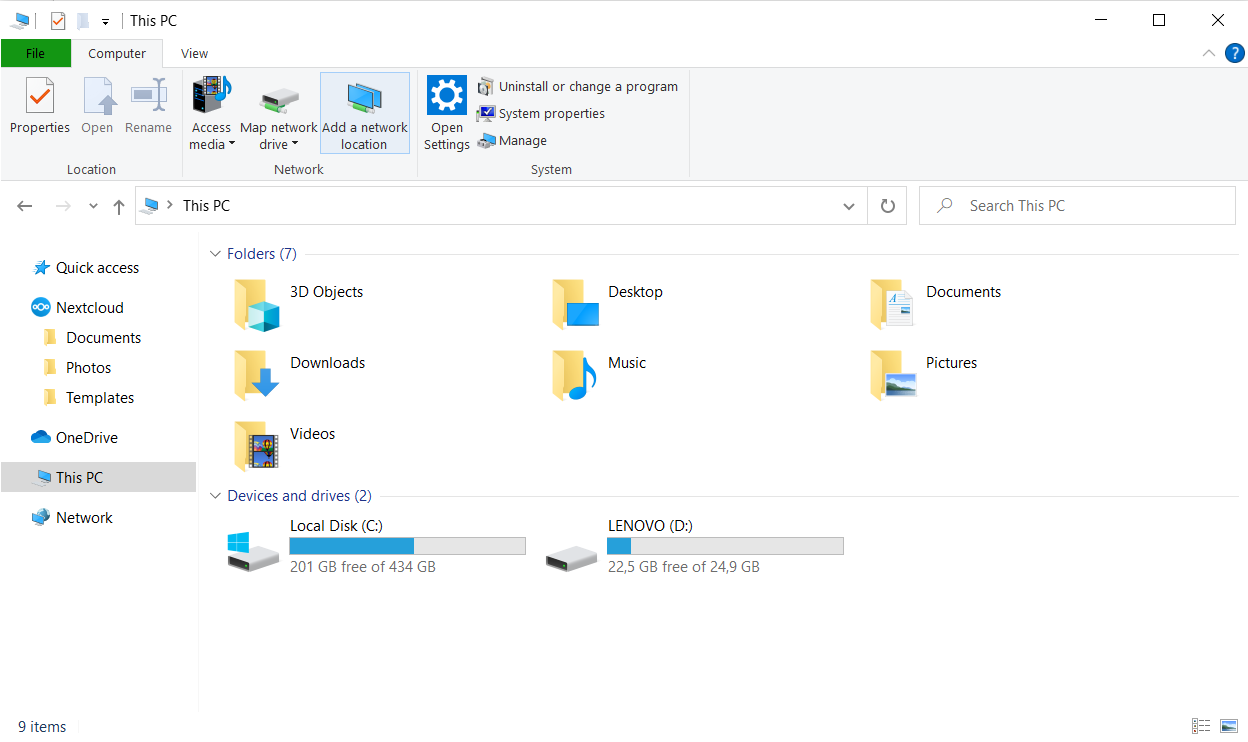 This PC
File
Computer
View
?
Properties
Open
Rename
Access
media
Map network
drive
Add a network
location
Open
Settings
Uninstall or change a program
System properties
Manage
Location
Network
System
This PC
Search This PC
Quick access
Nextcloud
Documents
Photos
Templates
OneDrive
This PC
Network
Folders (7)
3D Objects
Desktop
Documents
Downloads
Music
Pictures
Videos
Devices and drives (2)
Local Disk (C:)
201 GB free of 434 GB
LENOVO (D:)
22,5 GB free of 24,9 GB
9 items